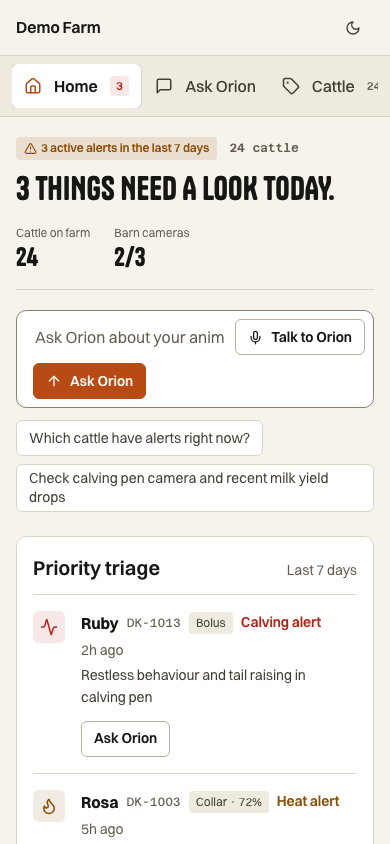 Demo Farm
Home 3 Ask Orion Cattle 24
3 active alerts in the last 7 days 24 cattle
3 THINGS NEED A LOOK TODAY.
Cattle on farm Barn cameras
24 2/3
Ask Orion about your anim Talk to Orion
Ask Orion
Which cattle have alerts right now?
Check calving pen camera and recent milk yield
drops
Priority triage Last 7 days
Ruby DK-1013 Bolus Calving alert
2h ago
Restless behaviour and tail raising in
calving pen
Ask Orion
Rosa DK-1003 Collar · 72% Heat alert
5h ago